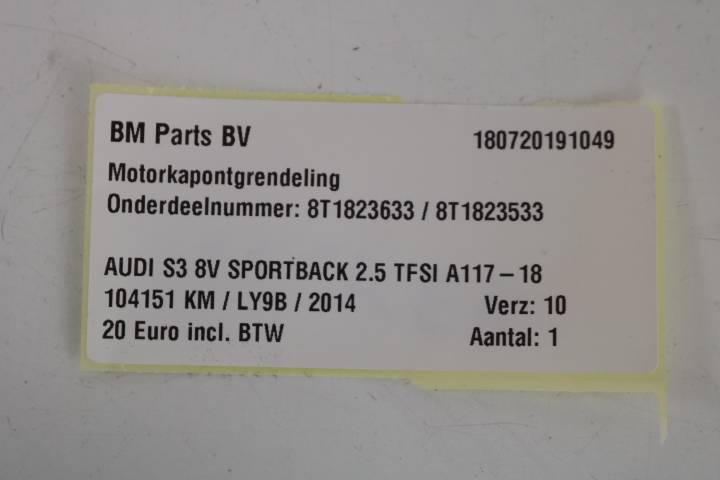 BM Parts BV 180720191049
Motorkapontgrendeling
Onderdeelnummer: 8T1823633 / 8T1823533
AUDI S3 8V SPORTBACK 2.5 TFSI A117-18
104151 KM / LY9B / 2014 Verz: 10
20 Euro incl. BTW Aantal: 1